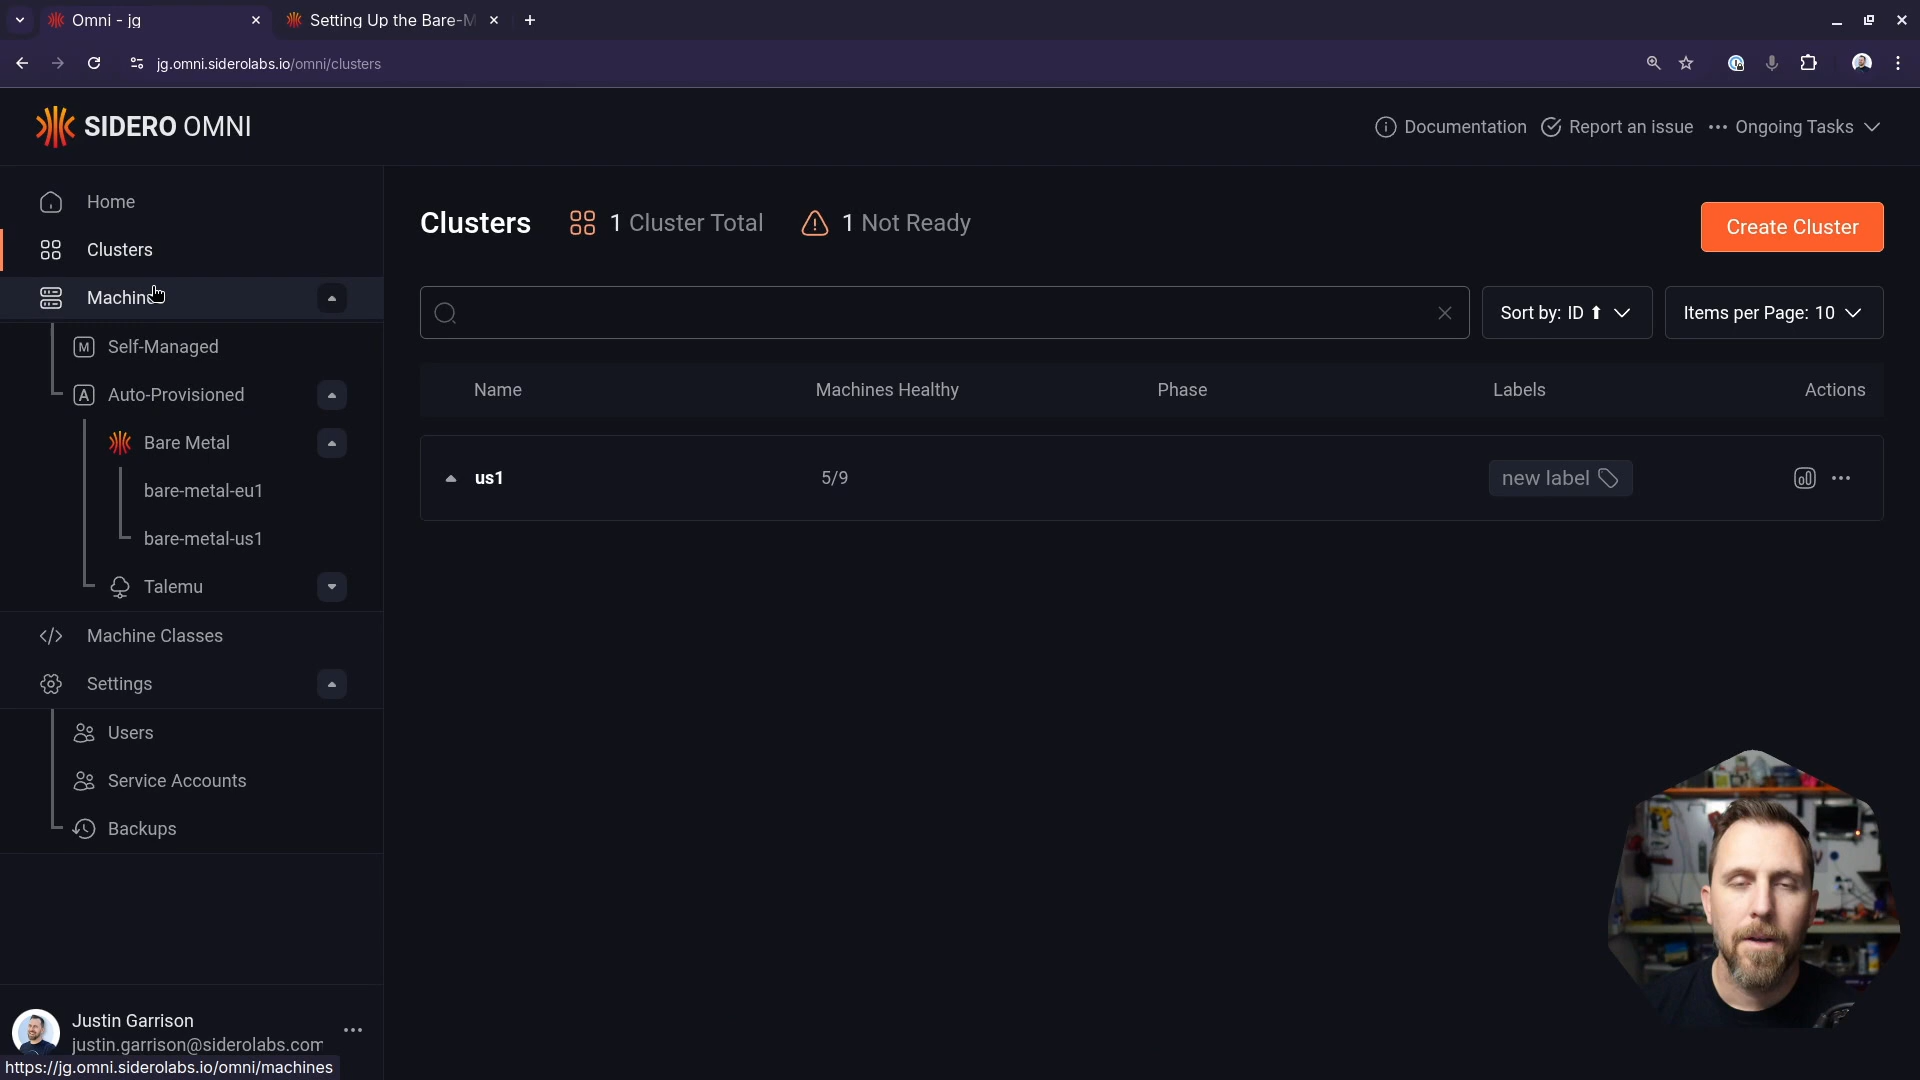 Omni - jg
Setting Up the Bare-M
jg.omni.siderolabs.io/omni/clusters
SIDERO OMNI
Documentation
Report an issue
Ongoing Tasks
Home
Clusters
Machine
Self-Managed
A Auto-Provisioned
Bare Metal
bare-metal-eu1
bare-metal-us1
Talemu
Machine Classes
Settings
Users
Service Accounts
Backups
Justin Garrison
justin.garrison@siderolabs.com
https://jg.omni.siderolabs.io/omni/machines
Clusters
1 Cluster Total
1 Not Ready
Create Cluster
Sort by: ID
Items per Page: 10
Name
Machines Healthy
Phase
Labels
Actions
us1
5/9
new label